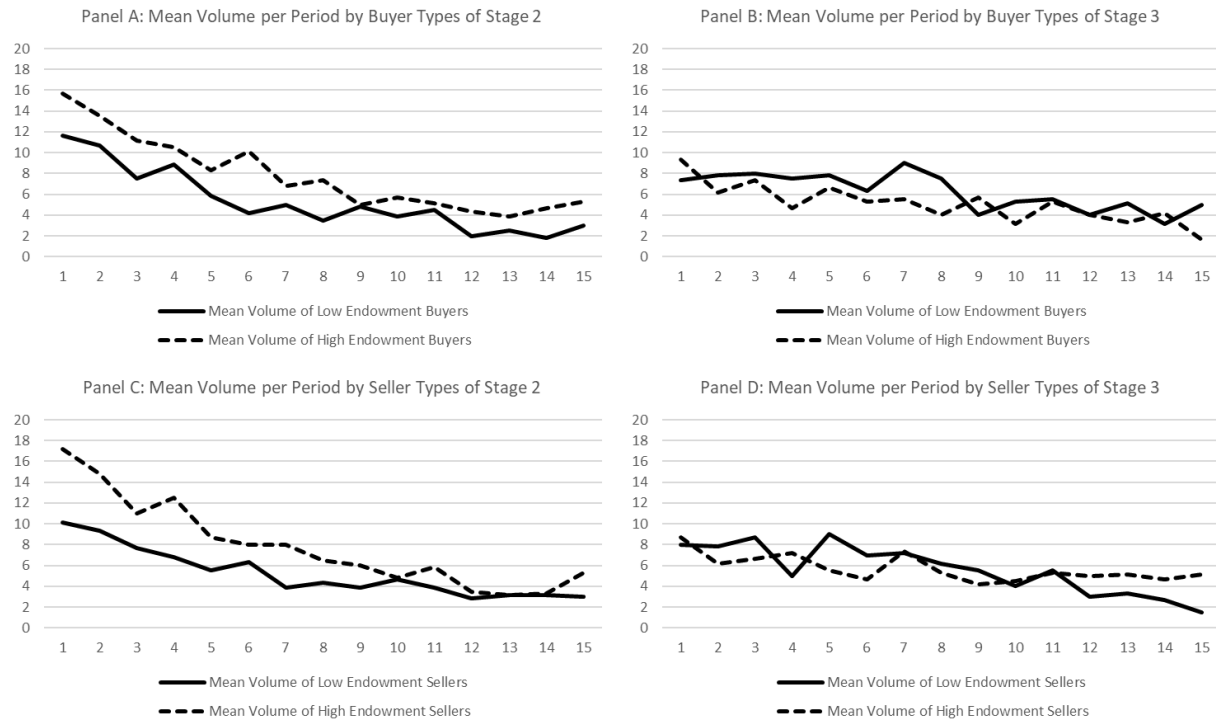 Panel A: Mean Volume per Period by Buyer Types of Stage 2
20
18
16
14
12
10
8
6
4
2
0
1 2 3 4 5 6 7 8 9 10 11 12 13 14 15
Mean Volume of Low Endowment Buyers
Mean Volume of High Endowment Buyers
Panel B: Mean Volume per Period by Buyer Types of Stage 3
20
18
16
14
12
10
8
6
4
2
0
1 2 3 4 5 6 7 8 9 10 11 12 13 14 15
Mean Volume of Low Endowment Buyers
Mean Volume of High Endowment Buyers
Panel C: Mean Volume per Period by Seller Types of Stage 2
20
18
16
14
12
10
8
6
4
2
0
1 2 3 4 5 6 7 8 9 10 11 12 13 14 15
Mean Volume of Low Endowment Sellers
Mean Volume of High Endowment Sellers
Panel D: Mean Volume per Period by Seller Types of Stage 3
20
18
16
14
12
10
8
6
4
2
0
1 2 3 4 5 6 7 8 9 10 11 12 13 14 15
Mean Volume of Low Endowment Sellers
Mean Volume of High Endowment Sellers